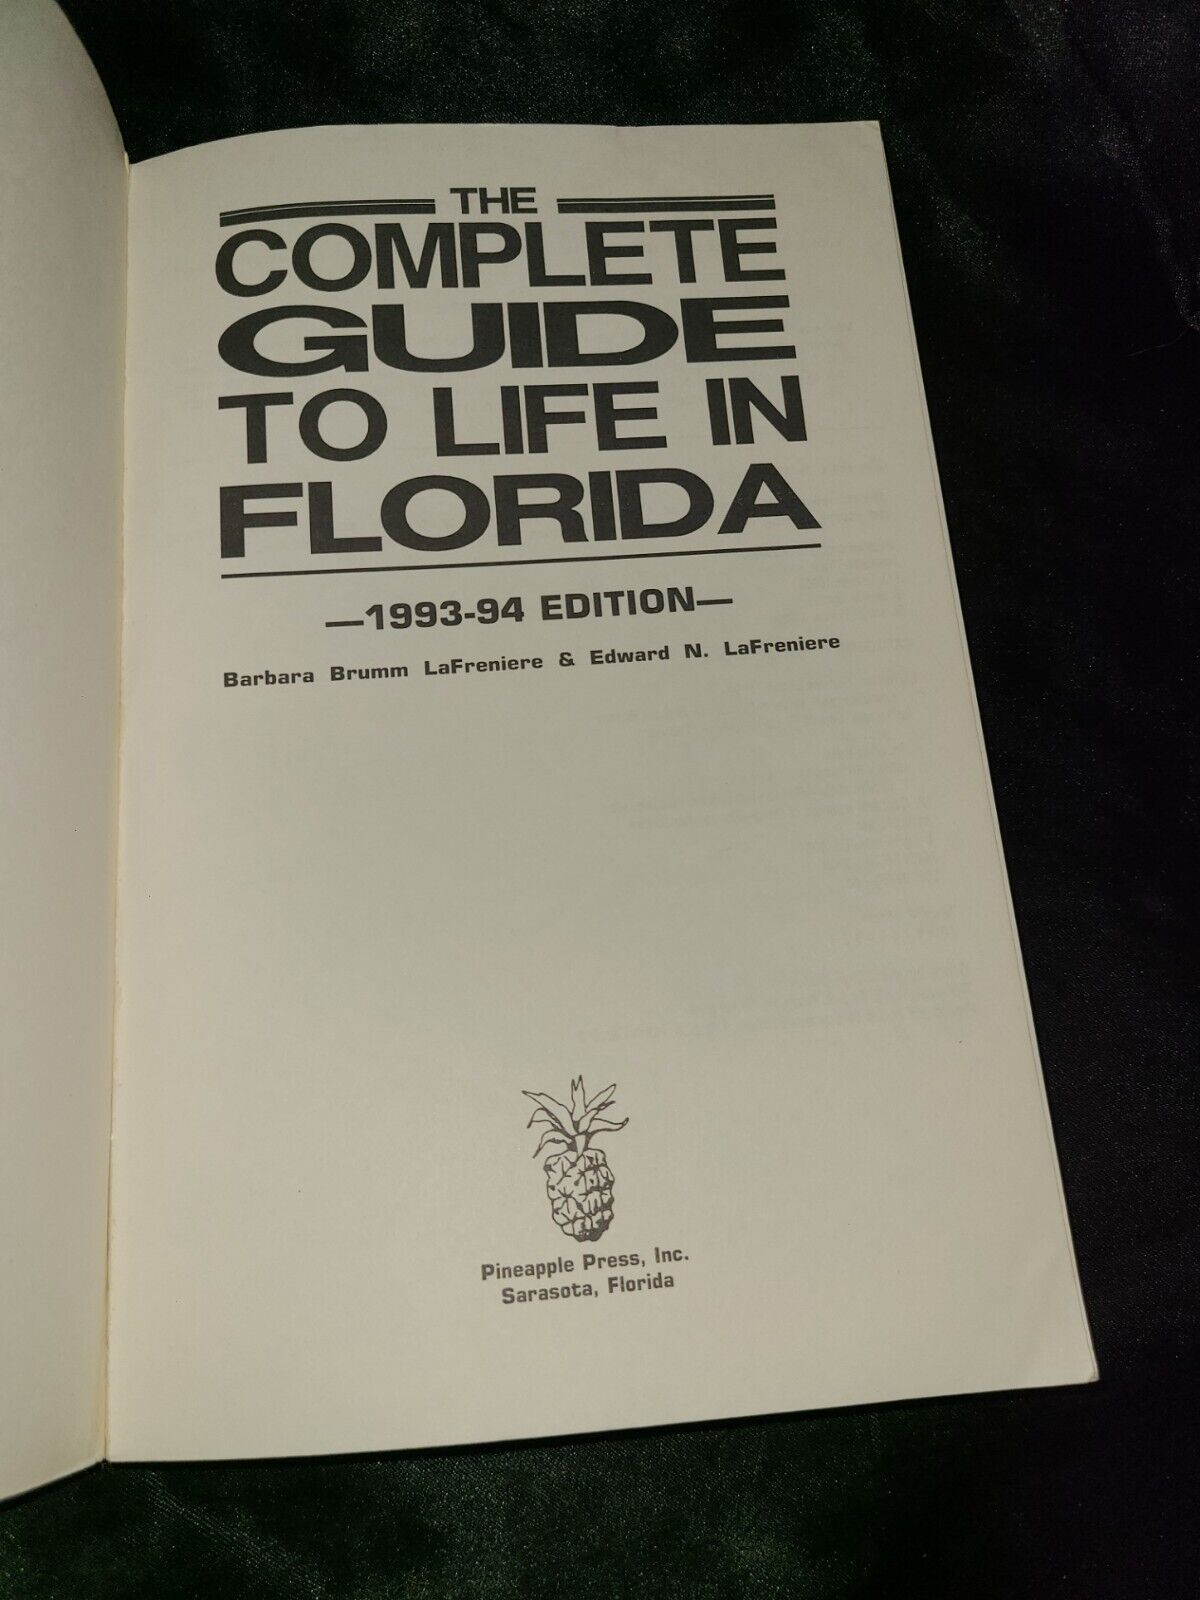 THE
COMPLETE
GUIDE
TO LIFE IN
FLORIDA
—1993-94 EDITION—
Barbara Brumm LaFreniere & Edward N. LaFreniere
Pineapple Press, Inc.
Sarasota, Florida